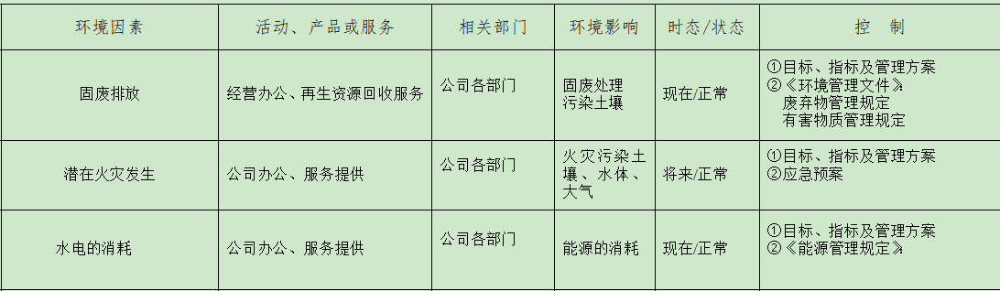 环境因素 活动、产品或服务 相关部门 环境影响 时态/状态 控 制
固废排放 经营办公、再生资源回收服务 公司各部门 固废处理 现在/正常 ①目标、指标及管理方案
污染土壤 ②《环境管理文件》:
废弃物管理规定
有害物质管理规定
潜在火灾发生 公司办公、服务提供 公司各部门 火灾污染土 将来/正常 ①目标、指标及管理方案
壤、水体、 ②应急预案
大气
水电的消耗 公司办公、服务提供 公司各部门 能源的消耗 现在/正常 ①目标、指标及管理方案
②《能源管理规定》: